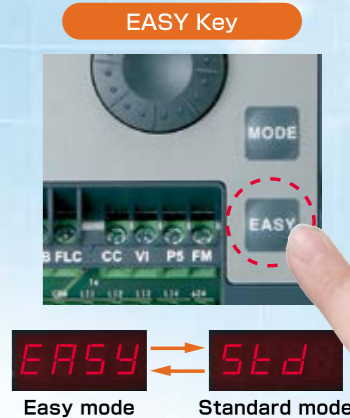 EASY Key
MODE
EASY
B FLC CC VI P5 FM
EASY Std
Easy mode Standard mode